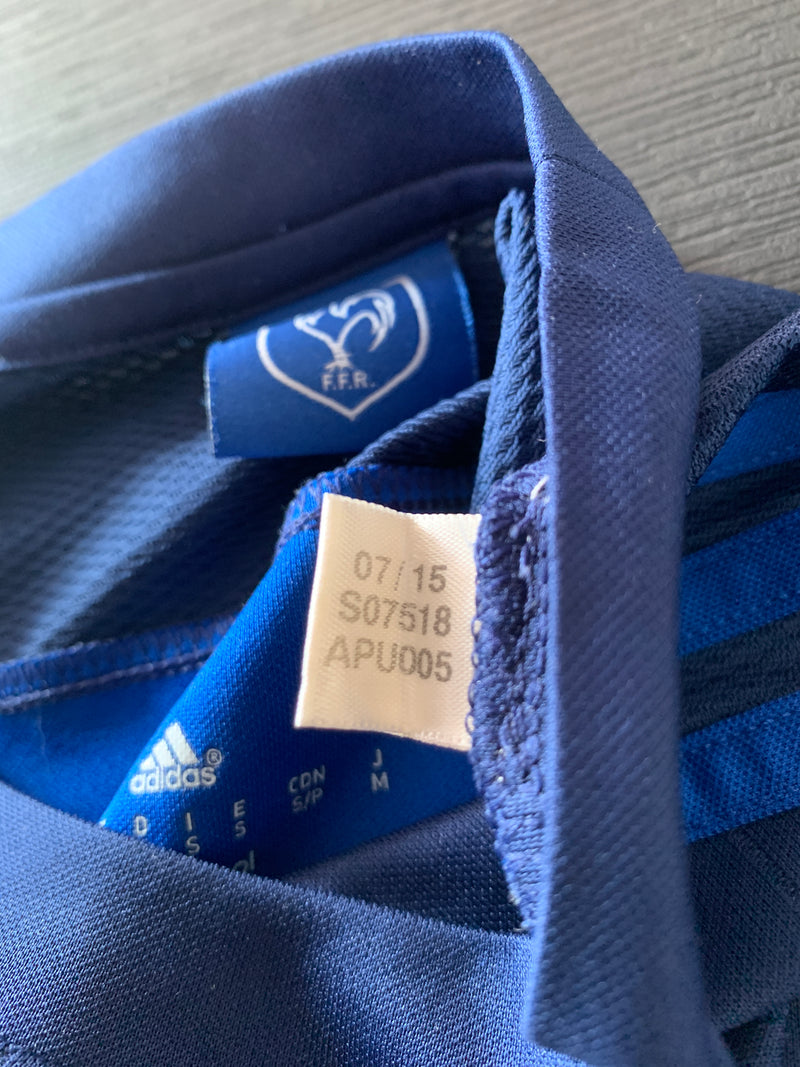 F.F.R.
07/15
S07518
APU005
adidas®
D I E CDN J
S S S/P M